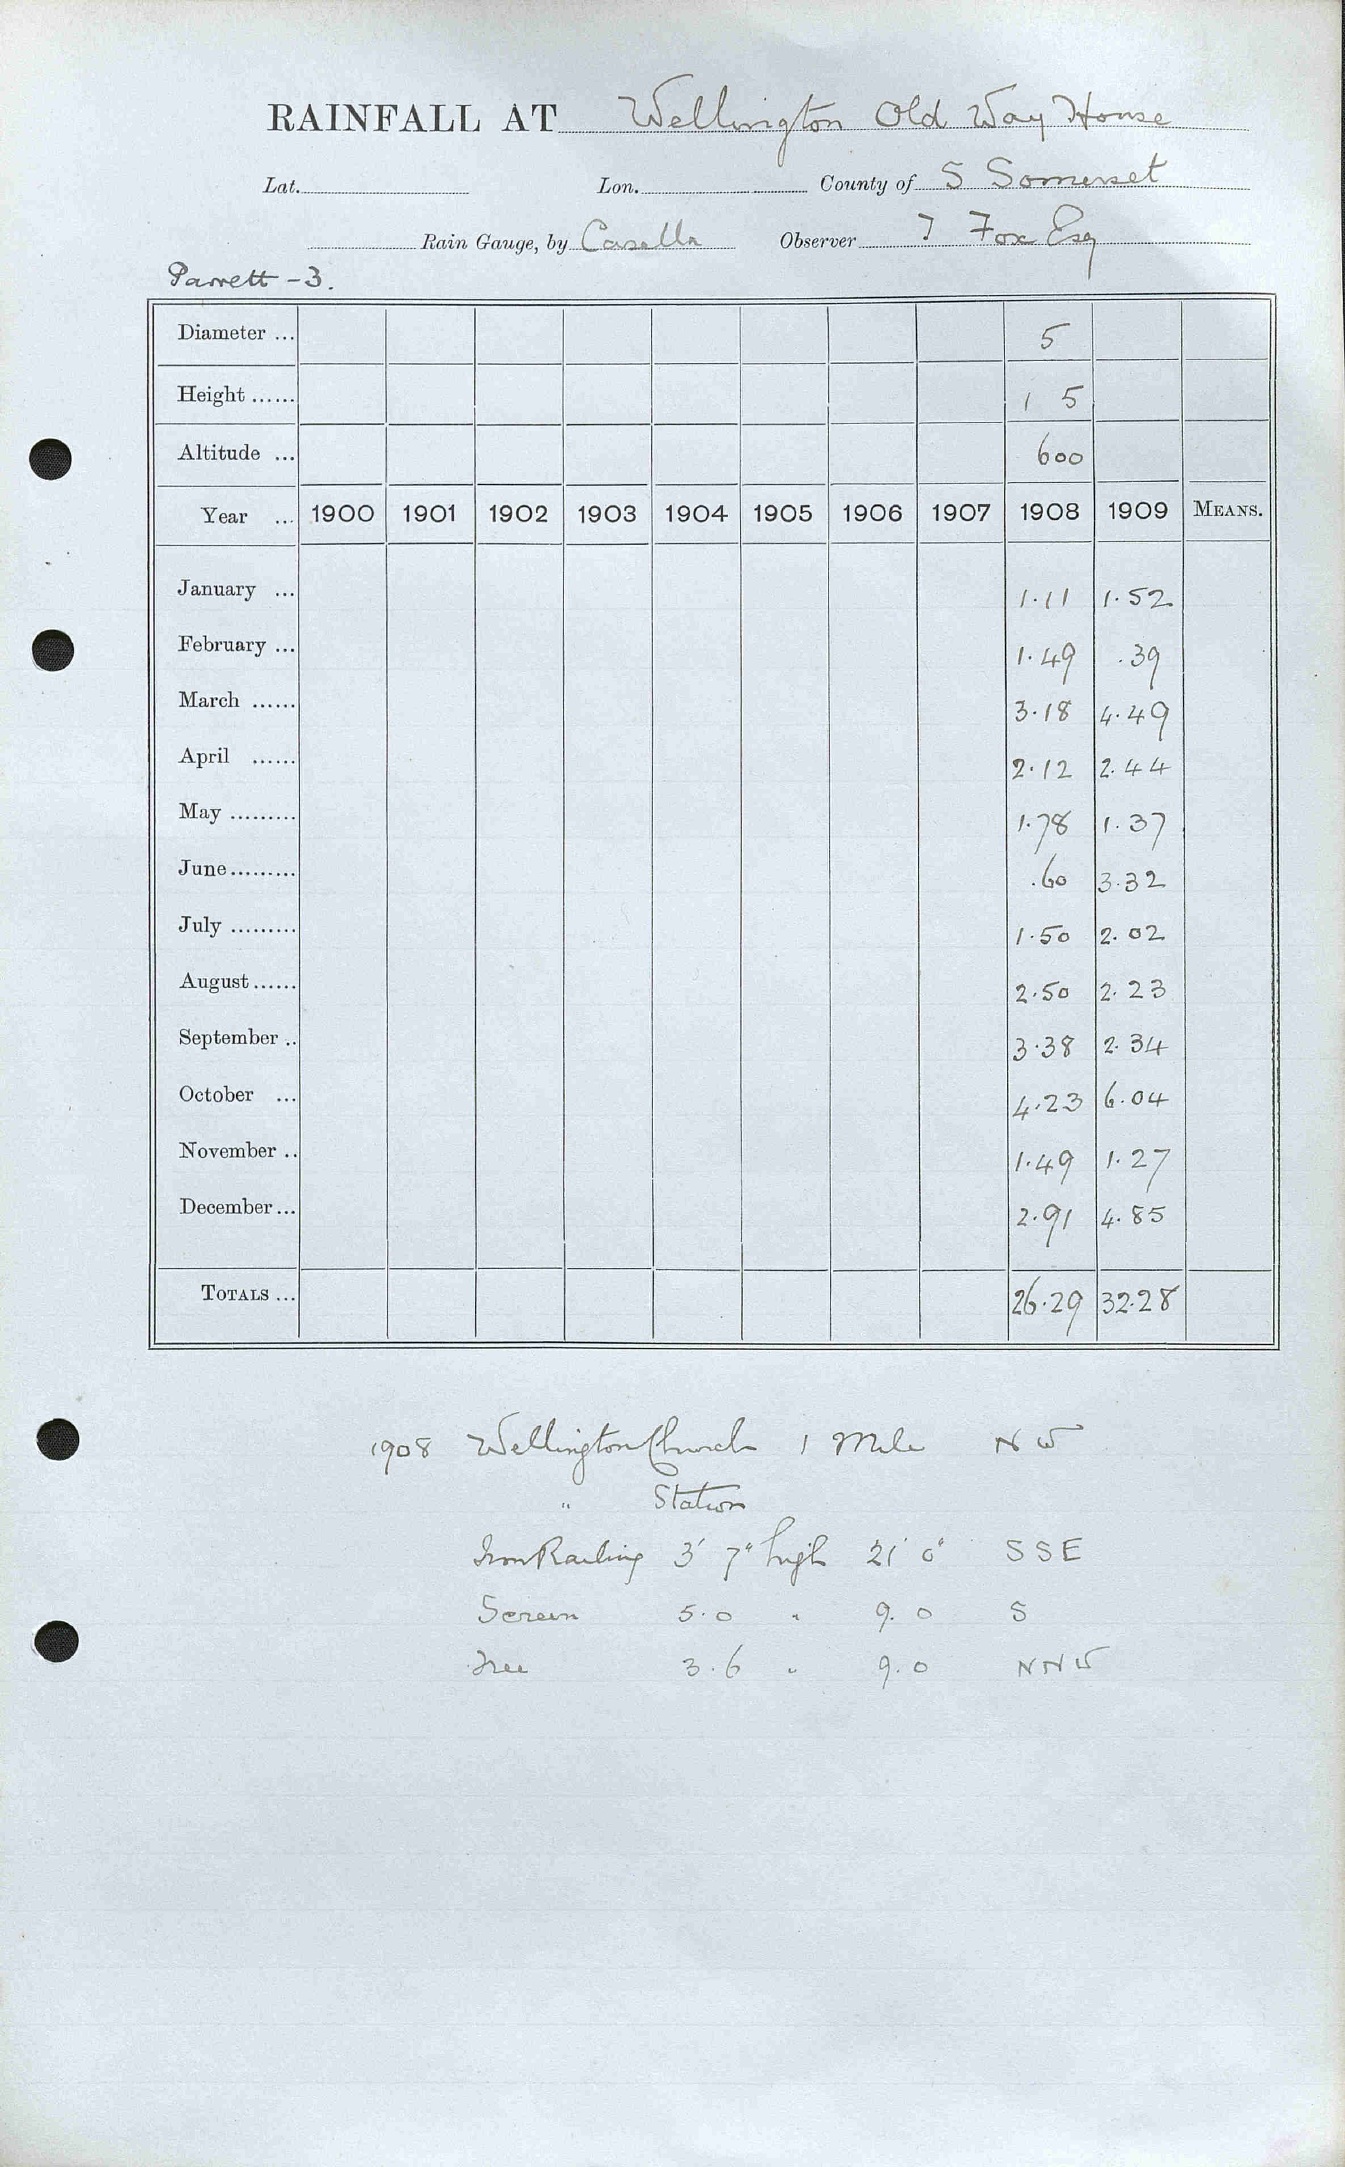 RAINFALL AT Wellington Old Way House
Lat. Lon. County of S Somerset
Rain Gauge, by Casella Observer T Fox Esq
Parrett - 3.
Diameter ... 5
Height ...... 1 5
Altitude ... 600
Year ... 1900 1901 1902 1903 1904 1905 1906 1907 1908 1909 MEANS.
January ... 1.11 1.52
February ... 1.49 .39
March ...... 3.18 4.49
April ...... 2.12 2.44
May ......... 1.78 1.37
June ......... .60 3.32
July ......... 1.50 2.02
August ...... 2.50 2.23
September .. 3.38 2.34
October ... 4.23 6.04
November .. 1.49 1.27
December ... 2.91 4.85
TOTALS ... 26.29 32.28
1908 Wellington Church 1 Mile NW
" Station
Iron Railing 3' 7" high 21' 0" SSE
Screen 5.0 " 9.0 S
Tree 3.6 " 9.0 NNW